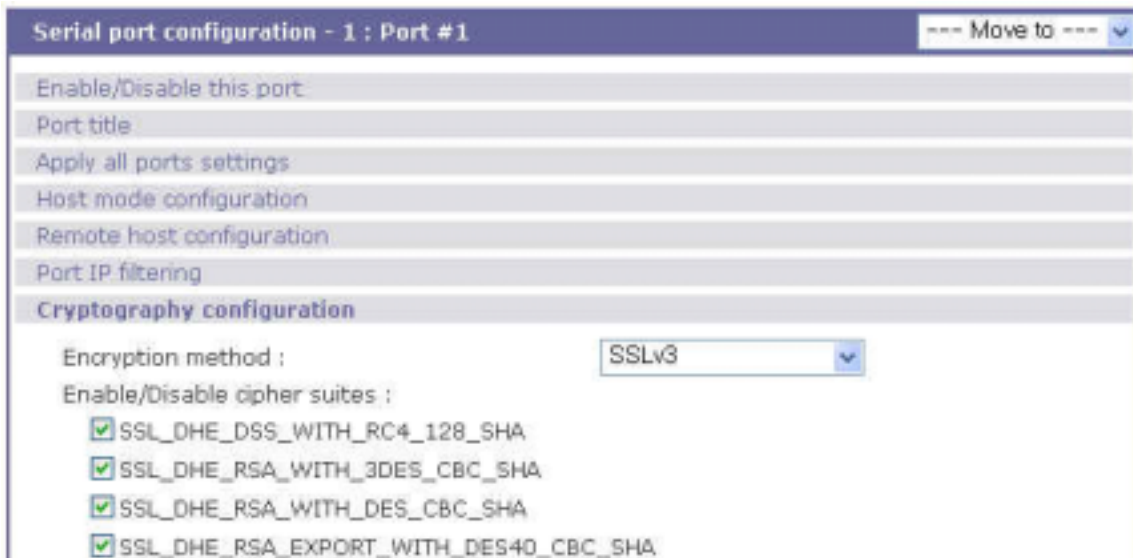 Serial port configuration - 1 : Port #1
--- Move to ---
Enable/Disable this port
Port title
Apply all ports settings
Host mode configuration
Remote host configuration
Port IP filtering
Cryptography configuration
Encryption method :
SSLv3
Enable/Disable cipher suites :
SSL_DHE_DSS_WITH_RC4_128_SHA
SSL_DHE_RSA_WITH_3DES_CBC_SHA
SSL_DHE_RSA_WITH_DES_CBC_SHA
SSL_DHE_RSA_EXPORT_WITH_DES40_CBC_SHA